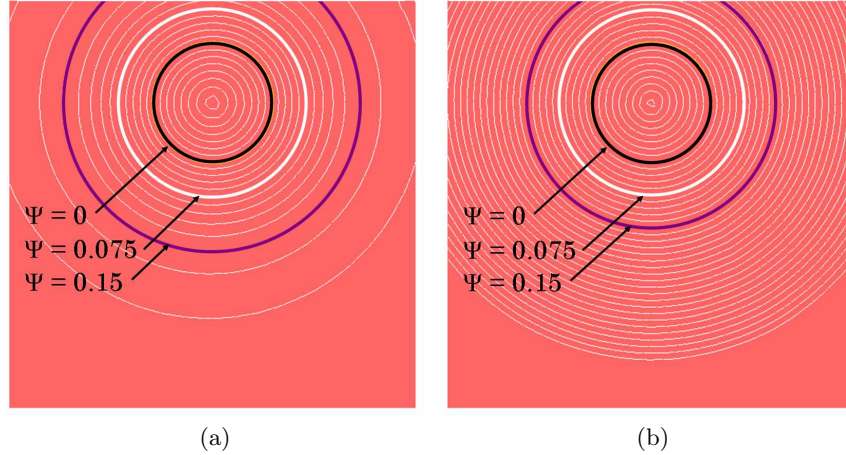 Ψ = 0
Ψ = 0.075
Ψ = 0.15
Ψ = 0
Ψ = 0.075
Ψ = 0.15
(a)
(b)